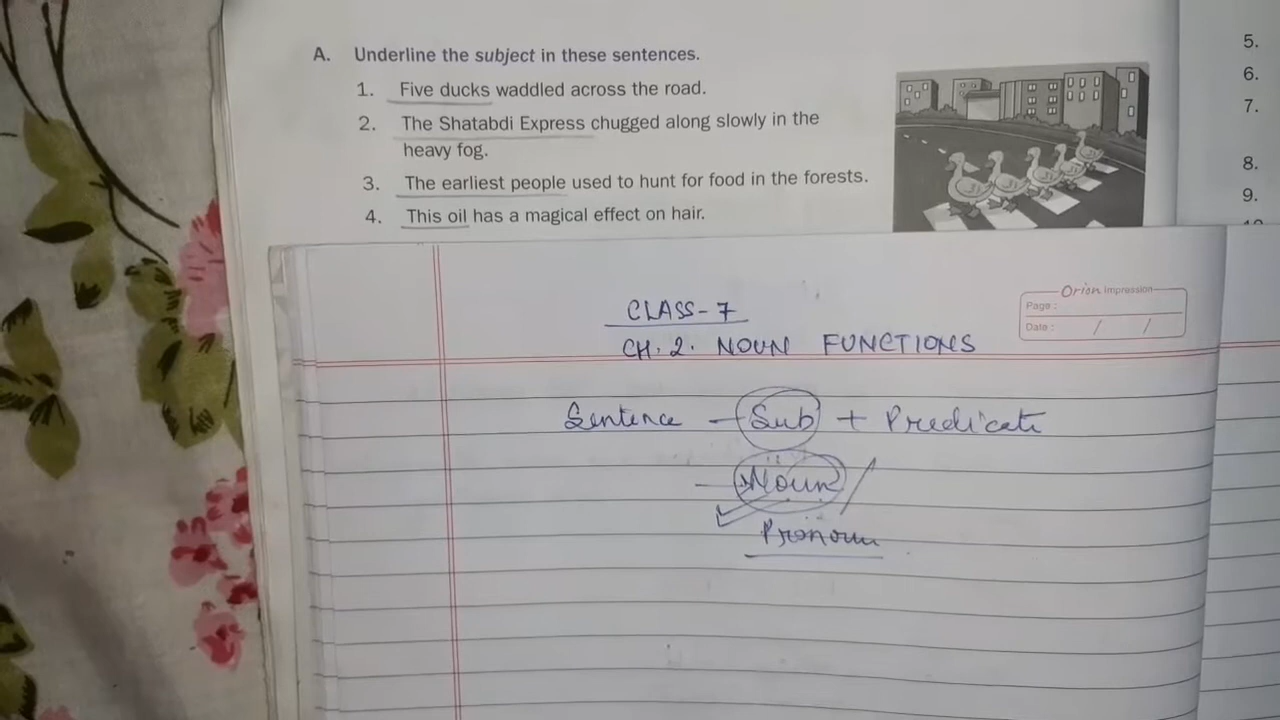 A. Underline the subject in these sentences.
1. Five ducks waddled across the road.
2. The Shatabdi Express chugged along slowly in the
heavy fog.
3. The earliest people used to hunt for food in the forests.
4. This oil has a magical effect on hair.
5.
6.
7.
8.
9.
CLASS-7
CH. 2. NOUN FUNCTIONS
Orion Impression
Page :
Date : / /
Sentence - Sub + Predicate
- Noun /
Pronoun